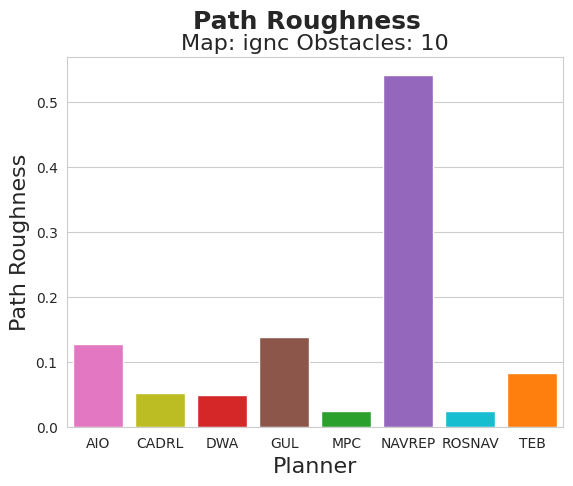 Path Roughness
Map: ignc Obstacles: 10
Path Roughness
0.5
0.4
0.3
0.2
0.1
0.0
AIO CADRL DWA GUL MPC NAVREP ROSNAV TEB
Planner